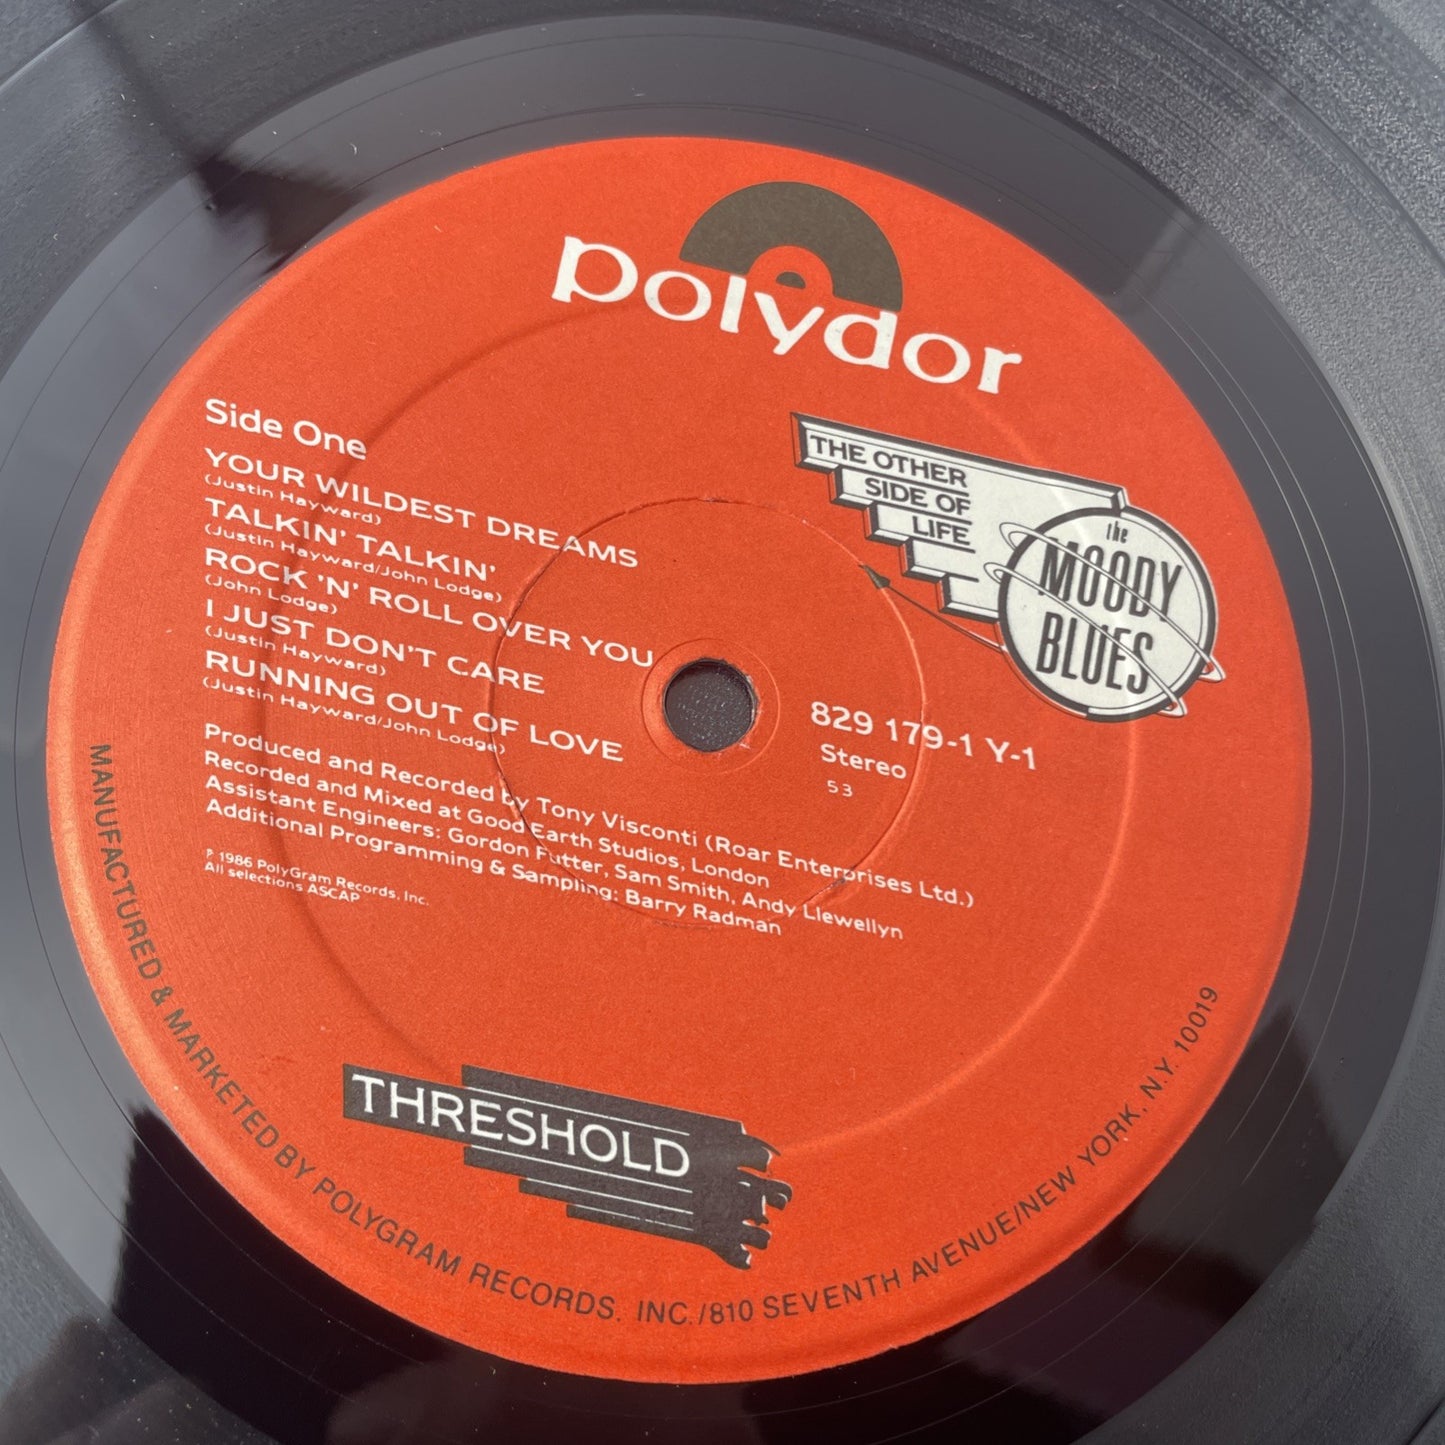 polydor
THE OTHER
SIDE OF
LIFE
the
MOODY
BLUES
Side One
YOUR WILDEST DREAMS
(Justin Hayward)
TALKIN' TALKIN'
(Justin Hayward/John Lodge)
ROCK 'N' ROLL OVER YOU
(John Lodge)
I JUST DON'T CARE
(Justin Hayward)
RUNNING OUT OF LOVE
(Justin Hayward/John Lodge)
829 179-1 Y-1
Stereo
53
Produced and Recorded by Tony Visconti (Roar Enterprises Ltd.)
Recorded and Mixed at Good Earth Studios, London
Assistant Engineers: Gordon Futter, Sam Smith, Andy Llewellyn
Additional Programming & Sampling: Barry Radman
℗ 1986 PolyGram Records, Inc.
All selections ASCAP
THRESHOLD
MANUFACTURED & MARKETED BY POLYGRAM RECORDS, INC./810 SEVENTH AVENUE/NEW YORK, N.Y. 10019